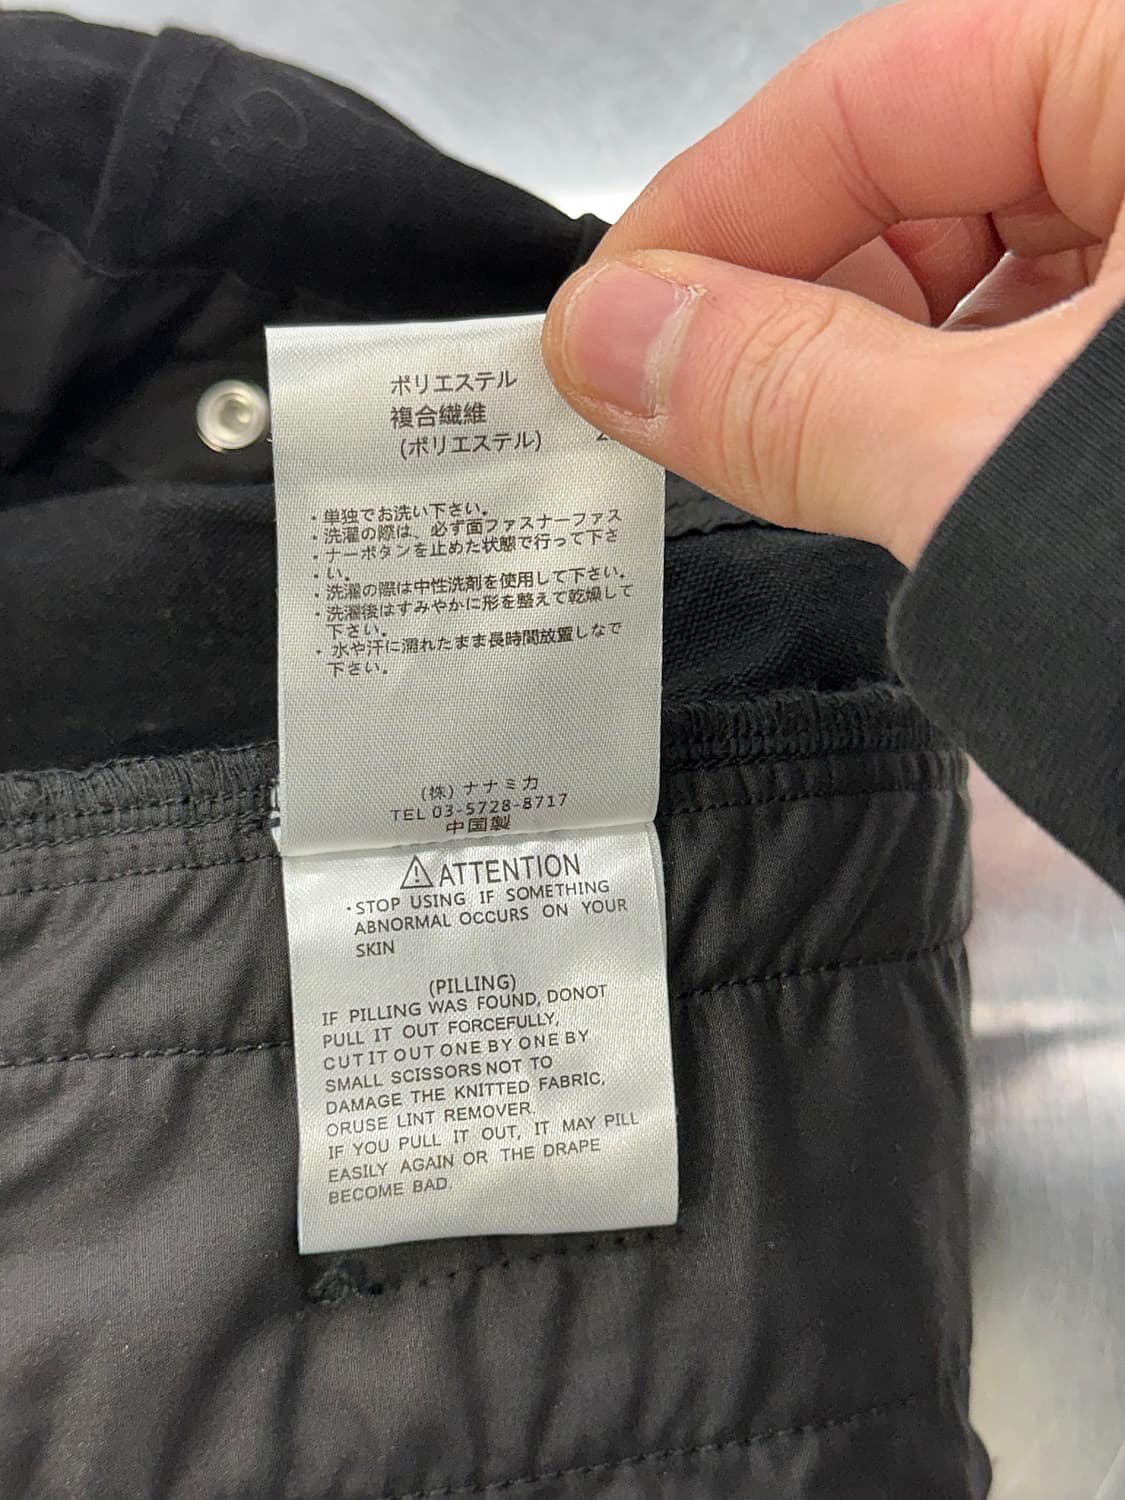 ポリエステル
複合繊維
(ポリエステル)
・単独でお洗い下さい。
・洗濯の際は、必ず面ファスナーファス
・ナーボタンを止めた状態で行って下さ
・い。
・洗濯の際は中性洗剤を使用して下さい。
・洗濯後はすみやかに形を整えて乾燥して
下さい。
・水や汗に濡れたまま長時間放置しなで
下さい。
(株)ナナミカ
TEL 03-5728-8717
中国製
⚠ATTENTION
・STOP USING IF SOMETHING
ABNORMAL OCCURS ON YOUR
SKIN
(PILLING)
IF PILLING WAS FOUND, DONOT
PULL IT OUT FORCEFULLY,
CUT IT OUT ONE BY ONE BY
SMALL SCISSORS NOT TO
DAMAGE THE KNITTED FABRIC,
ORUSE LINT REMOVER.
IF YOU PULL IT OUT, IT MAY PILL
EASILY AGAIN OR THE DRAPE
BECOME BAD.